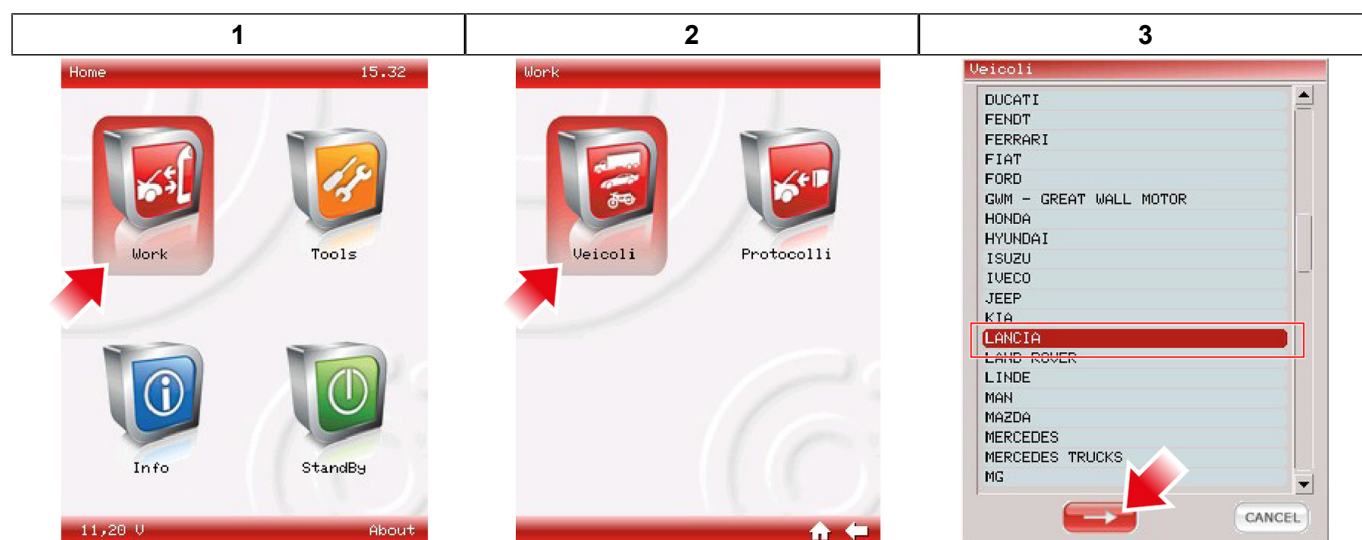 1
2
3
Home 15.32
Work
Tools
Info
StandBy
11,20 V About
Work
Veicoli
Protocolli
Veicoli
DUCATI
FENDT
FERRARI
FIAT
FORD
GWM - GREAT WALL MOTOR
HONDA
HYUNDAI
ISUZU
IVECO
JEEP
KIA
LANCIA
LAND ROVER
LINDE
MAN
MAZDA
MERCEDES
MERCEDES TRUCKS
MG
CANCEL